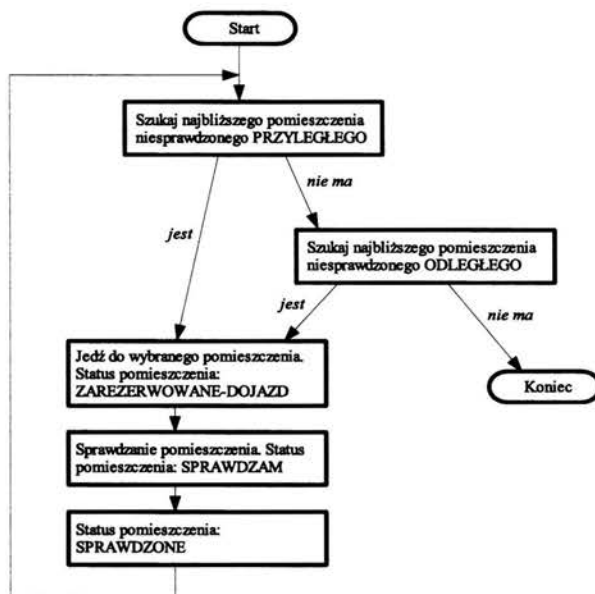 Start
Szukaj najbliższego pomieszczenia
niesprawdzonego PRZYLEGŁEGO
nie ma
jest
Szukaj najbliższego pomieszczenia
niesprawdzonego ODLEGŁEGO
jest
nie ma
Jedź do wybranego pomieszczenia.
Status pomieszczenia:
ZAREZERWOWANE-DOJAZD
Koniec
Sprawdzanie pomieszczenia. Status
pomieszczenia: SPRAWDZAM
Status pomieszczenia:
SPRAWDZONE